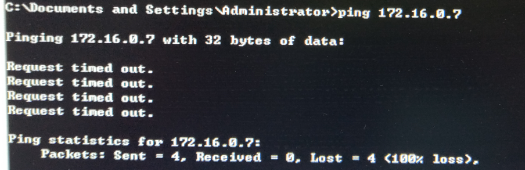 C:\Documents and Settings\Administrator>ping 172.16.0.7
Pinging 172.16.0.7 with 32 bytes of data:
Request timed out.
Request timed out.
Request timed out.
Request timed out.
Ping statistics for 172.16.0.7:
Packets: Sent = 4, Received = 0, Lost = 4 (100% loss),